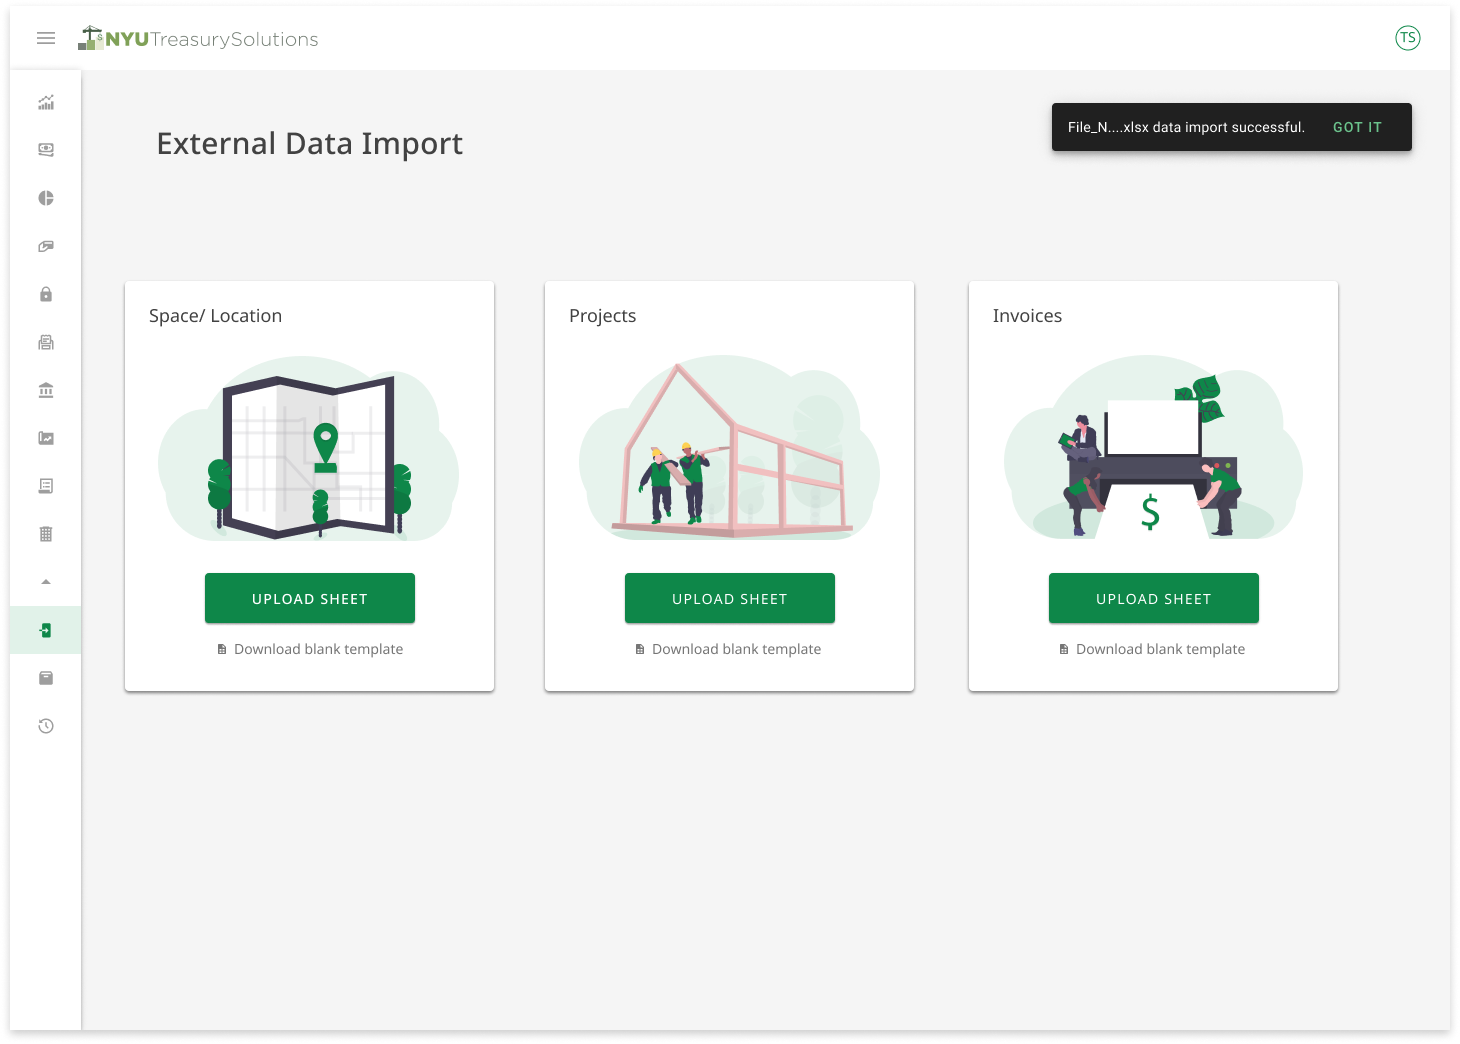 NYUTreasurySolutions
TS
External Data Import
File_N....xlsx data import successful. GOT IT
Space/ Location
UPLOAD SHEET
Download blank template
Projects
UPLOAD SHEET
Download blank template
Invoices
$
UPLOAD SHEET
Download blank template